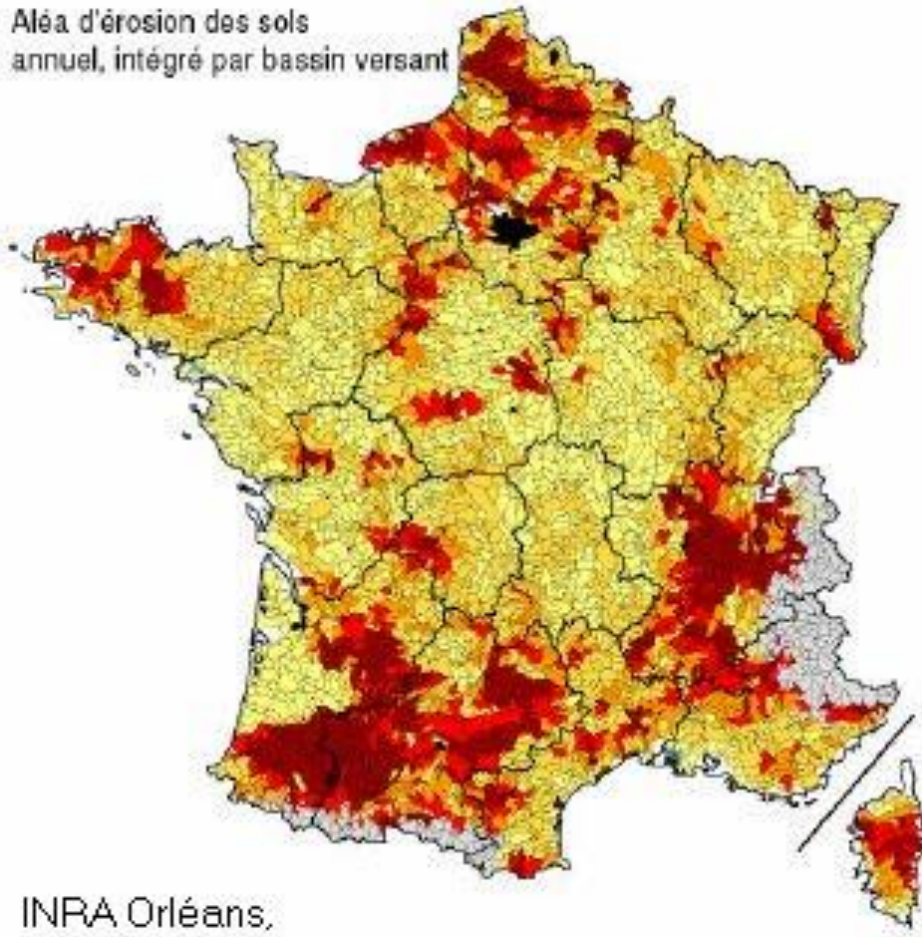 Aléa d'érosion des sols
annuel, intégré par bassin versant
INRA Orléans,